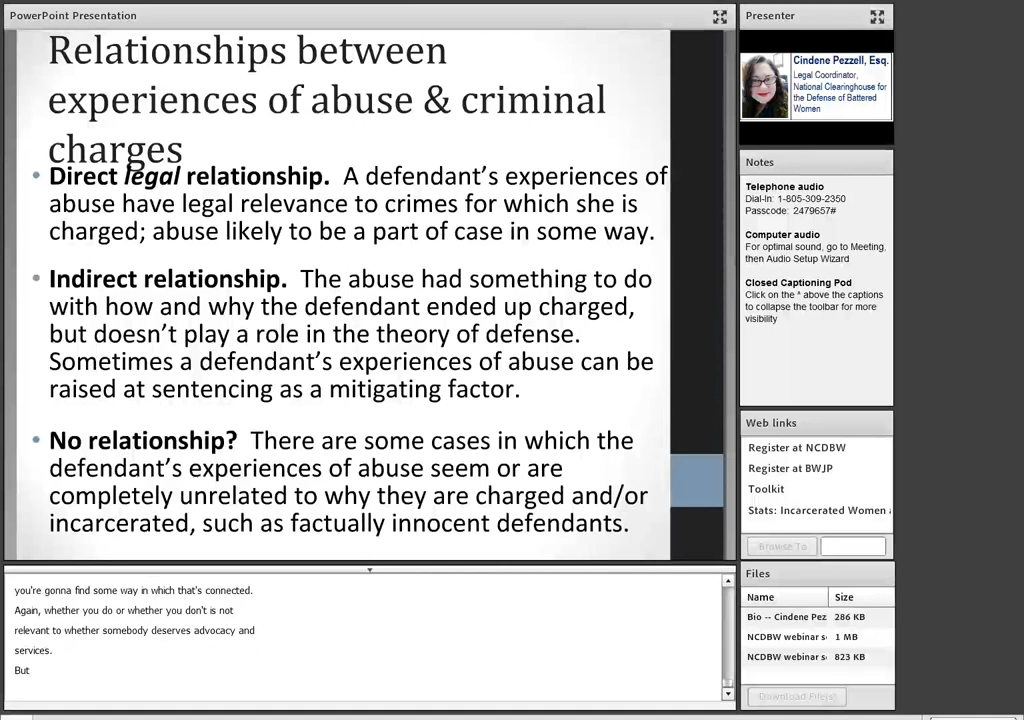 PowerPoint Presentation
Relationships between
experiences of abuse & criminal
charges
• Direct legal relationship. A defendant’s experiences of
abuse have legal relevance to crimes for which she is
charged; abuse likely to be a part of case in some way.
• Indirect relationship. The abuse had something to do
with how and why the defendant ended up charged,
but doesn’t play a role in the theory of defense.
Sometimes a defendant’s experiences of abuse can be
raised at sentencing as a mitigating factor.
• No relationship? There are some cases in which the
defendant’s experiences of abuse seem or are
completely unrelated to why they are charged and/or
incarcerated, such as factually innocent defendants.
you're gonna find some way in which that's connected.
Again, whether you do or whether you don't is not
relevant to whether somebody deserves advocacy and
services.
But
Presenter
Cindene Pezzell, Esq.
Legal Coordinator,
National Clearinghouse for
the Defense of Battered
Women
Notes
Telephone audio
Dial-In: 1-805-309-2350
Passcode: 2479657#
Computer audio
For optimal sound, go to Meeting,
then Audio Setup Wizard
Closed Captioning Pod
Click on the ^ above the captions
to collapse the toolbar for more
visibility
Web links
Register at NCDBW
Register at BWJP
Toolkit
Stats: Incarcerated Women
Browse To
Files
Name Size
Bio -- Cindene Pez 286 KB
NCDBW webinar s 1 MB
NCDBW webinar s 823 KB
Download File(s)